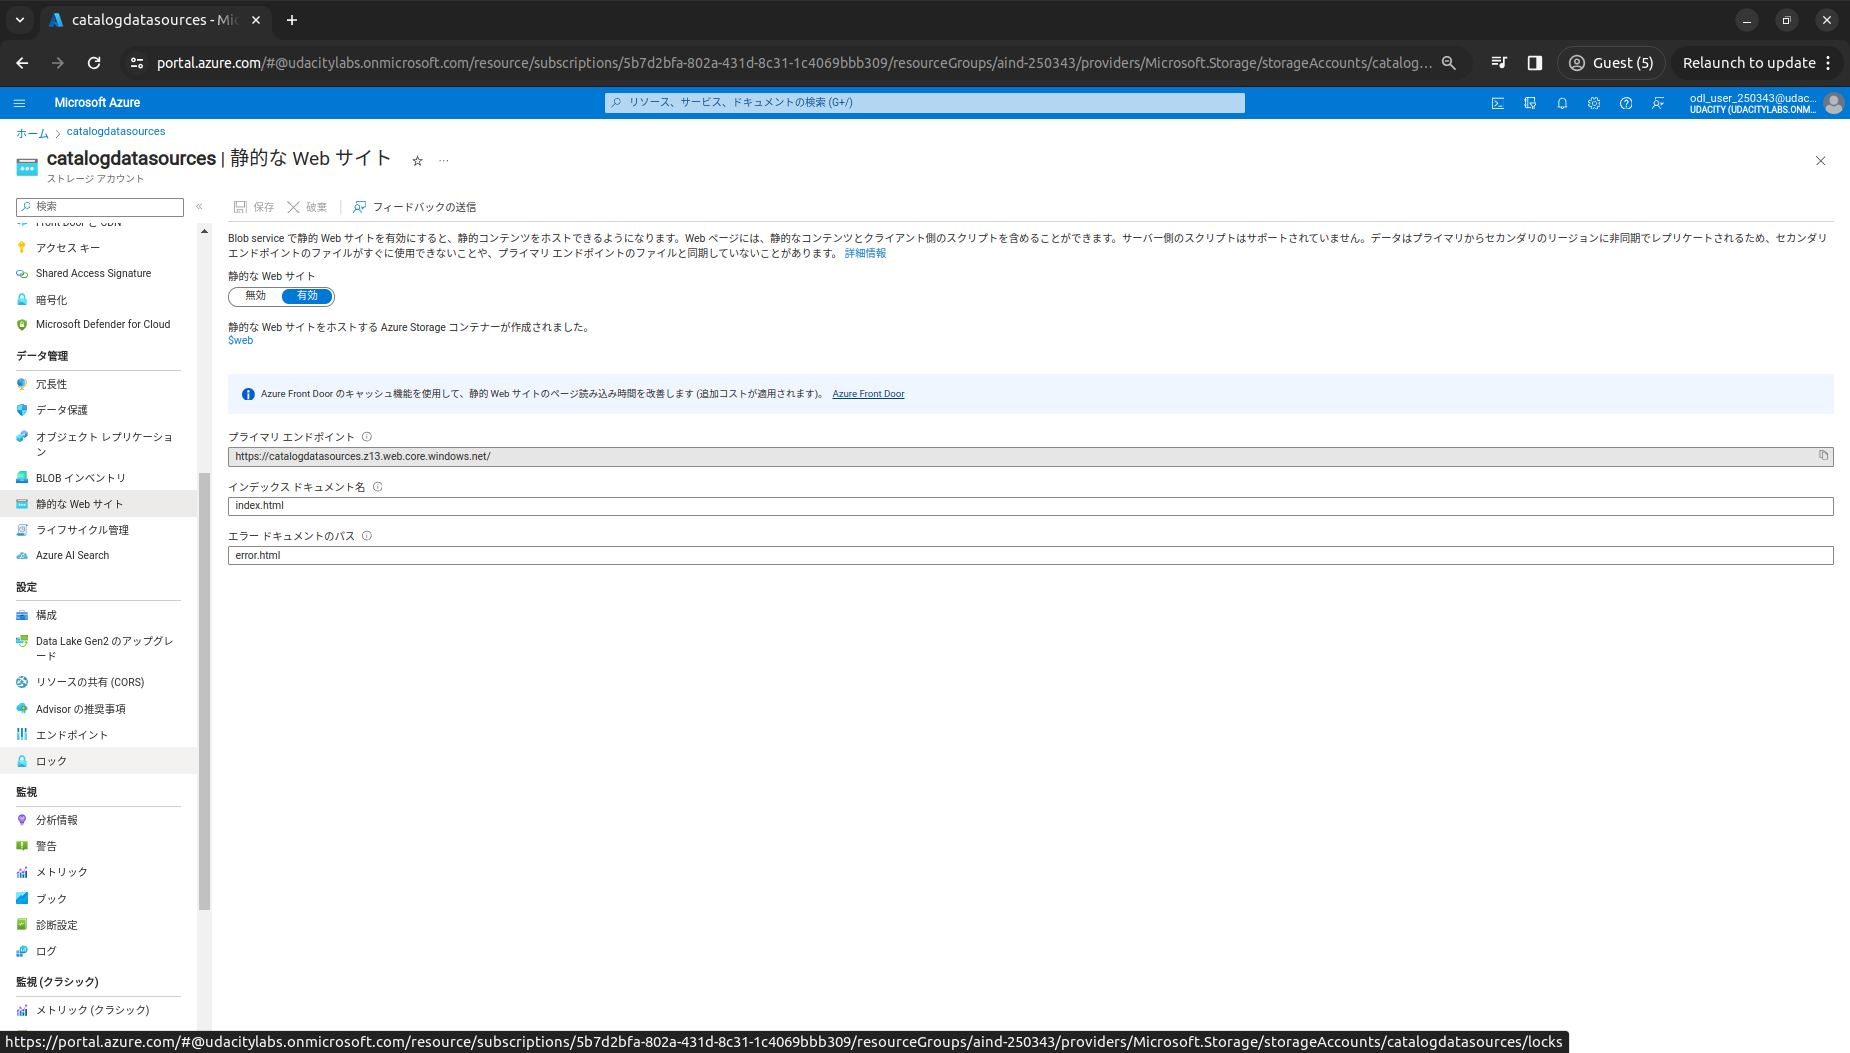 catalogdatasources - Mi
portal.azure.com/#@udacitylabs.onmicrosoft.com/resource/subscriptions/5b7d2bfa-802a-431d-8c31-1c4069bbb309/resourceGroups/aind-250343/providers/Microsoft.Storage/storageAccounts/catalog...
Guest (5)
Relaunch to update
Microsoft Azure
リソース、サービス、ドキュメントの検索 (G+/)
odl_user_250343@udac...
UDACITY (UDACITYLABS.ONM...
ホーム > catalogdatasources
catalogdatasources | 静的な Web サイト
ストレージ アカウント
検索
Front Door と CDN
アクセス キー
Shared Access Signature
暗号化
Microsoft Defender for Cloud
データ管理
冗長性
データ保護
オブジェクト レプリケーショ
ン
BLOB インベントリ
静的な Web サイト
ライフサイクル管理
Azure AI Search
設定
構成
Data Lake Gen2 のアップグレ
ード
リソースの共有 (CORS)
Advisor の推奨事項
エンドポイント
ロック
監視
分析情報
警告
メトリック
ブック
診断設定
ログ
監視 (クラシック)
メトリック (クラシック)
保存
破棄
フィードバックの送信
Blob service で静的 Web サイトを有効にすると、静的コンテンツをホストできるようになります。Web ページには、静的なコンテンツとクライアント側のスクリプトを含めることができます。サーバー側のスクリプトはサポートされていません。データはプライマリからセカンダリのリージョンに非同期でレプリケートされるため、セカンダリ
エンドポイントのファイルがすぐに使用できないことや、プライマリ エンドポイントのファイルと同期していないことがあります。 詳細情報
静的な Web サイト
無効 有効
静的な Web サイトをホストする Azure Storage コンテナーが作成されました。
$web
Azure Front Door のキャッシュ機能を使用して、静的 Web サイトのページ読み込み時間を改善します (追加コストが適用されます)。 Azure Front Door
プライマリ エンドポイント
https://catalogdatasources.z13.web.core.windows.net/
インデックス ドキュメント名
index.html
エラー ドキュメントのパス
error.html
https://portal.azure.com/#@udacitylabs.onmicrosoft.com/resource/subscriptions/5b7d2bfa-802a-431d-8c31-1c4069bbb309/resourceGroups/aind-250343/providers/Microsoft.Storage/storageAccounts/catalogdatasources/locks